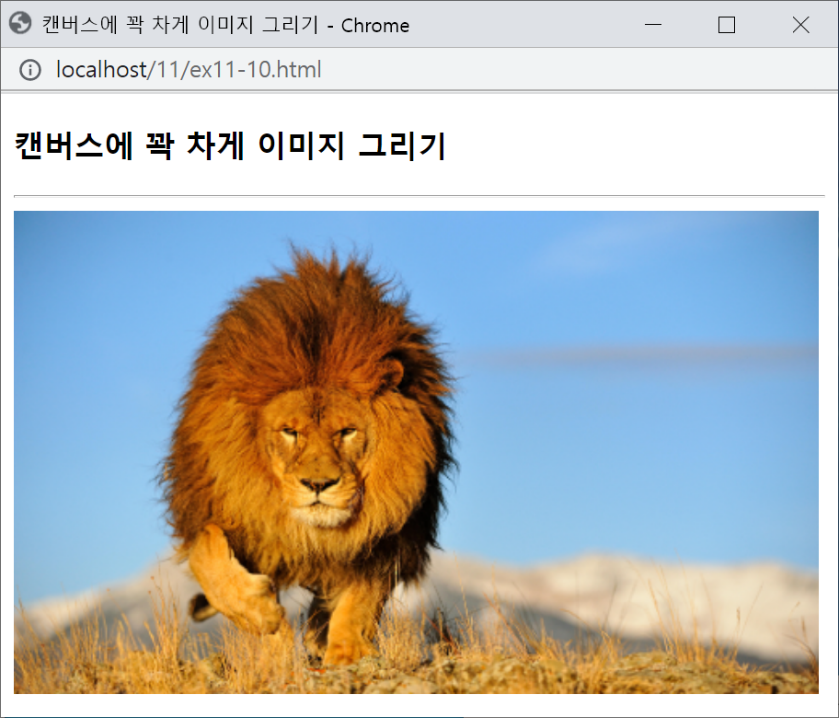 캔버스에 꽉 차게 이미지 그리기 - Chrome
localhost/11/ex11-10.html
캔버스에 꽉 차게 이미지 그리기